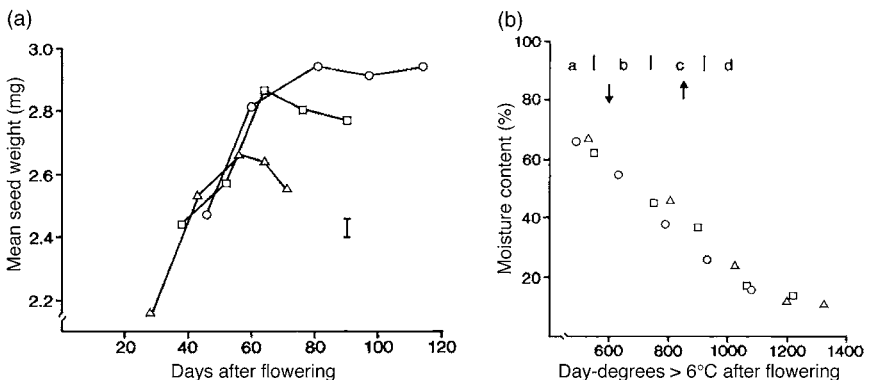 (a)
3.0
2.8
2.6
2.4
2.2
Mean seed weight (mg)
20 40 60 80 100 120
Days after flowering
(b)
100
80
60
40
20
Moisture content (%)
a b c d
600 800 1000 1200 1400
Day-degrees > 6°C after flowering